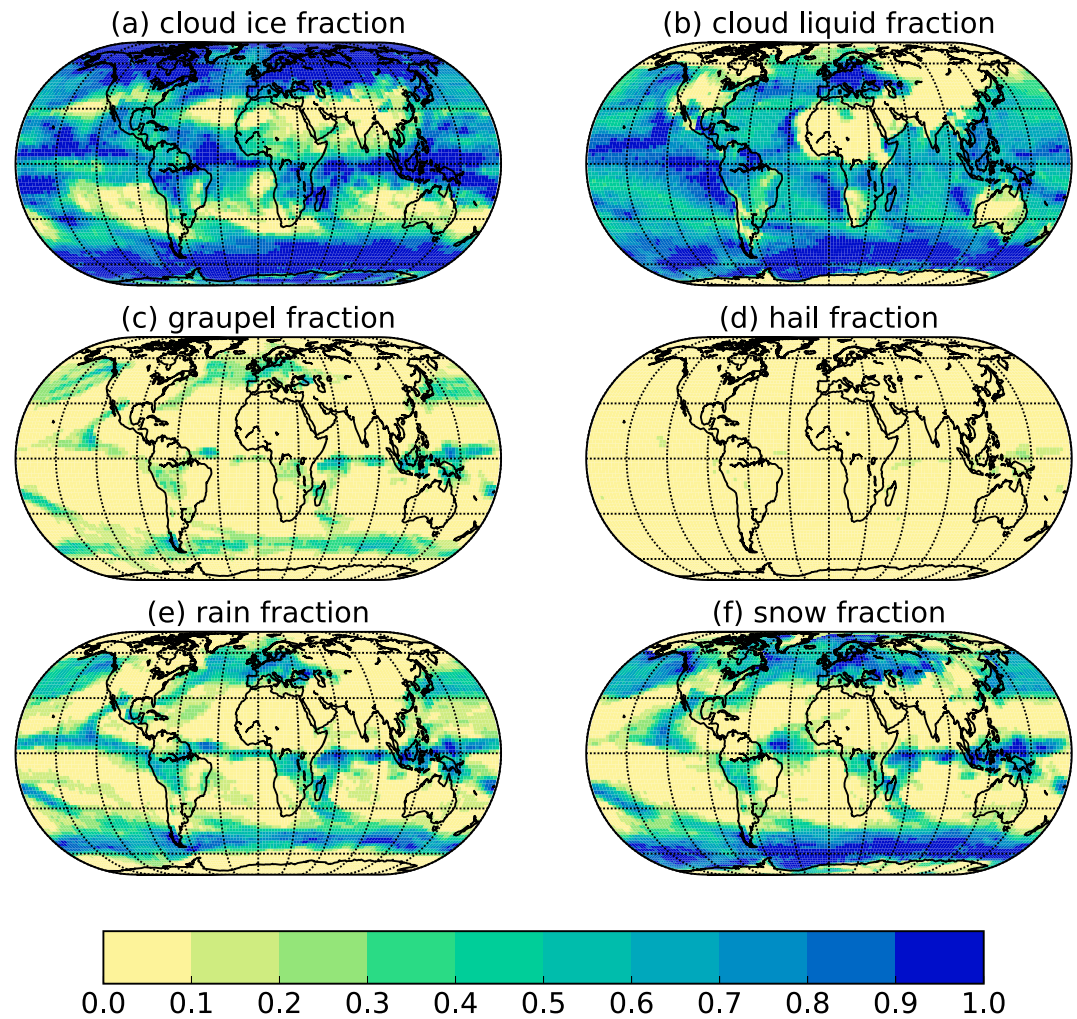 (a) cloud ice fraction
(b) cloud liquid fraction
(c) graupel fraction
(d) hail fraction
(e) rain fraction
(f) snow fraction
0.0 0.1 0.2 0.3 0.4 0.5 0.6 0.7 0.8 0.9 1.0